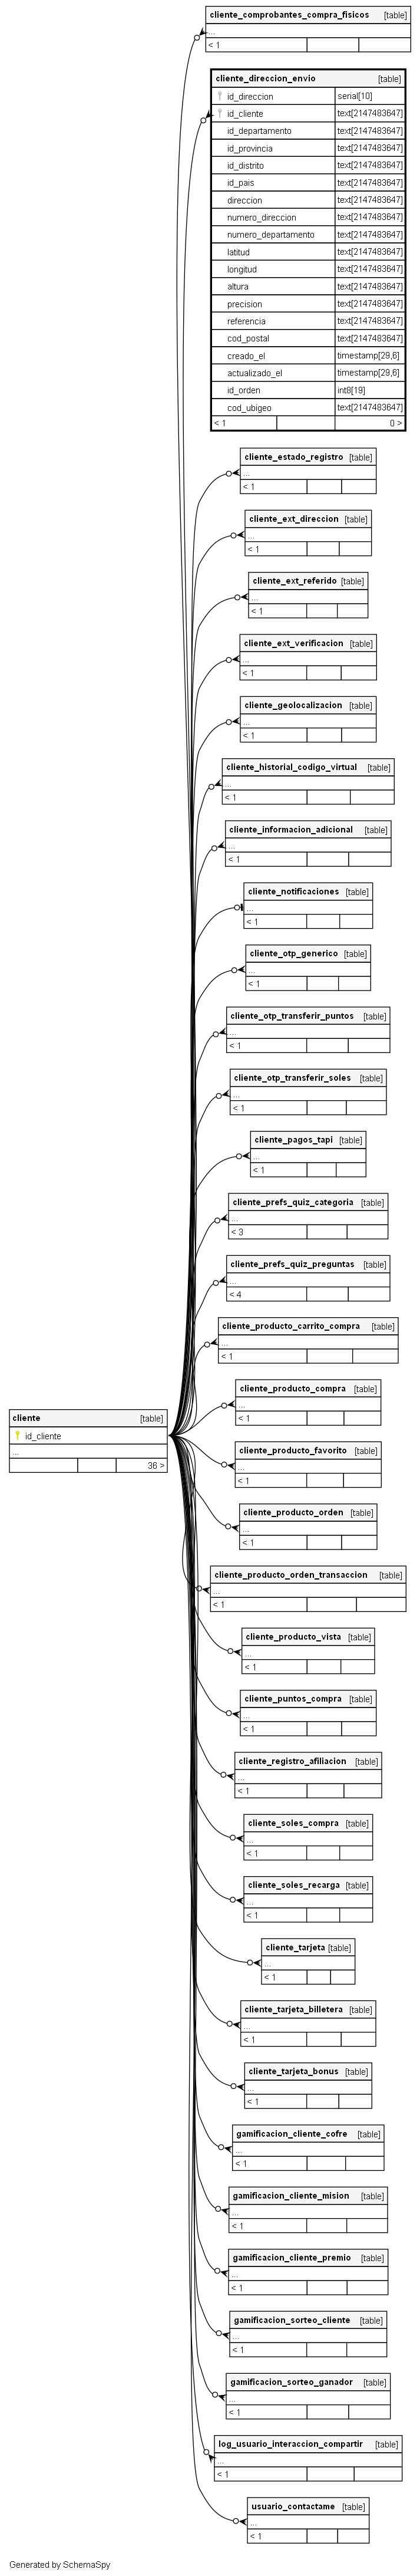 cliente_comprobantes_compra_fisicos [table]
...
< 1
cliente_direccion_envio [table]
id_direccion serial[10]
id_cliente text[2147483647]
id_departamento text[2147483647]
id_provincia text[2147483647]
id_distrito text[2147483647]
id_pais text[2147483647]
direccion text[2147483647]
numero_direccion text[2147483647]
numero_departamento text[2147483647]
latitud text[2147483647]
longitud text[2147483647]
altura text[2147483647]
precision text[2147483647]
referencia text[2147483647]
cod_postal text[2147483647]
creado_el timestamp[29,6]
actualizado_el timestamp[29,6]
id_orden int8[19]
cod_ubigeo text[2147483647]
< 1 0 >
cliente_estado_registro [table]
...
< 1
cliente_ext_direccion [table]
...
< 1
cliente_ext_referido [table]
...
< 1
cliente_ext_verificacion [table]
...
< 1
cliente_geolocalizacion [table]
...
< 1
cliente_historial_codigo_virtual [table]
...
< 1
cliente_informacion_adicional [table]
...
< 1
cliente_notificaciones [table]
...
< 1
cliente_otp_generico [table]
...
< 1
cliente_otp_transferir_puntos [table]
...
< 1
cliente_otp_transferir_soles [table]
...
< 1
cliente_pagos_tapi [table]
...
< 1
cliente_prefs_quiz_categoria [table]
...
< 3
cliente_prefs_quiz_preguntas [table]
...
< 4
cliente_producto_carrito_compra [table]
...
< 1
cliente_producto_compra [table]
...
< 1
cliente [table]
id_cliente
...
36 >
cliente_producto_favorito [table]
...
< 1
cliente_producto_orden [table]
...
< 1
cliente_producto_orden_transaccion [table]
...
< 1
cliente_producto_vista [table]
...
< 1
cliente_puntos_compra [table]
...
< 1
cliente_registro_afiliacion [table]
...
< 1
cliente_soles_compra [table]
...
< 1
cliente_soles_recarga [table]
...
< 1
cliente_tarjeta [table]
...
< 1
cliente_tarjeta_billetera [table]
...
< 1
cliente_tarjeta_bonus [table]
...
< 1
gamificacion_cliente_cofre [table]
...
< 1
gamificacion_cliente_mision [table]
...
< 1
gamificacion_cliente_premio [table]
...
< 1
gamificacion_sorteo_cliente [table]
...
< 1
gamificacion_sorteo_ganador [table]
...
< 1
log_usuario_interaccion_compartir [table]
...
< 1
usuario_contactame [table]
...
< 1
Generated by SchemaSpy